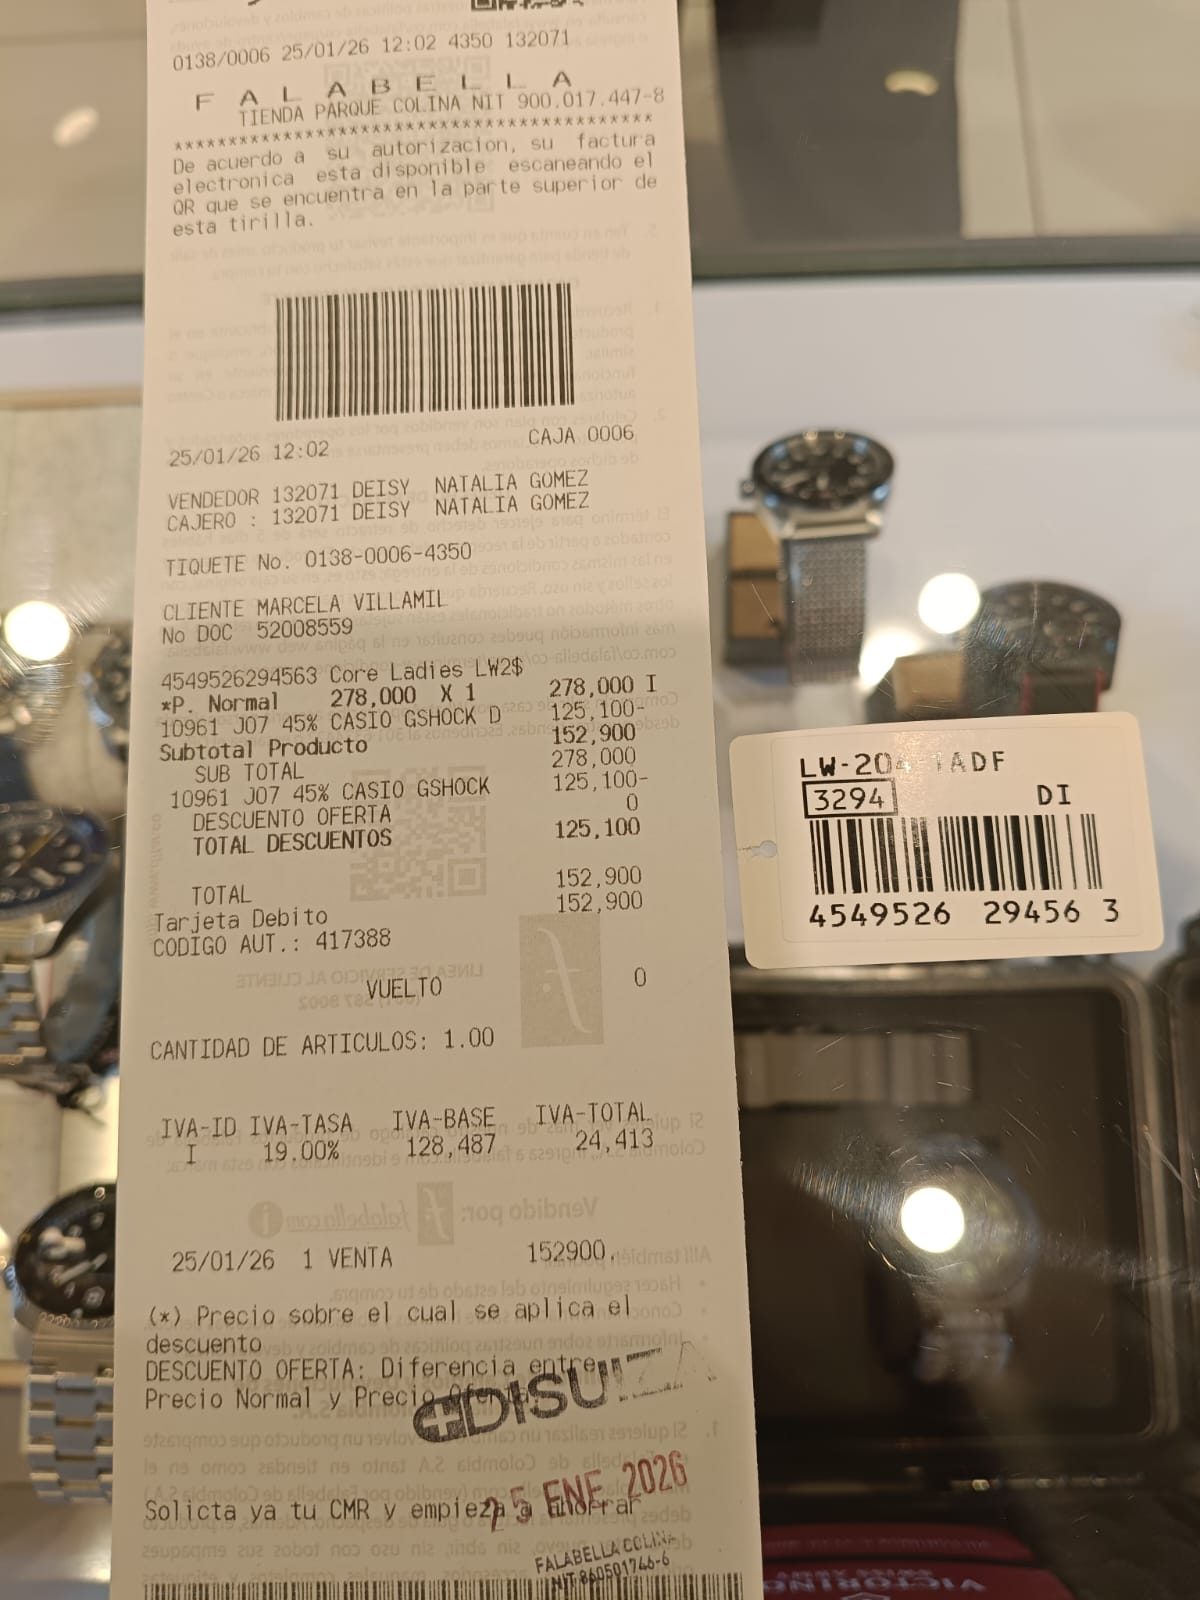 0138/0006 25/01/26 12:02 4350 132071
F A L A B E L L A
TIENDA PARQUE COLINA NIT 900.017.447-8
******************************************
De acuerdo a su autorizacion, su factura
electronica esta disponible escaneando el
QR que se encuentra en la parte superior de
esta tirilla.
25/01/26 12:02 CAJA 0006
VENDEDOR 132071 DEISY NATALIA GOMEZ
CAJERO : 132071 DEISY NATALIA GOMEZ
TIQUETE No. 0138-0006-4350
CLIENTE MARCELA VILLAMIL
No DOC 52008559
4549526294563 Core Ladies LW2$
*P. Normal 278,000 X 1 278,000 I
10961 J07 45% CASIO GSHOCK D 125,100-
Subtotal Producto 152,900
SUB TOTAL 278,000
10961 J07 45% CASIO GSHOCK 125,100-
DESCUENTO OFERTA 0
TOTAL DESCUENTOS 125,100
TOTAL 152,900
Tarjeta Debito 152,900
CODIGO AUT.: 417388
VUELTO 0
CANTIDAD DE ARTICULOS: 1.00
IVA-ID IVA-TASA IVA-BASE IVA-TOTAL
I 19.00% 128,487 24,413
25/01/26 1 VENTA 152900.
(*) Precio sobre el cual se aplica el
descuento
DESCUENTO OFERTA: Diferencia entre
Precio Normal y Precio Oferta
DISUIZA
Solicta ya tu CMR y empieza a ahorrar
25 ENE 2026
FALABELLA COLINA
NIT 860501746-6
LW-204-1ADF
3294 DI
4549526 29456 3
VICTORINOX